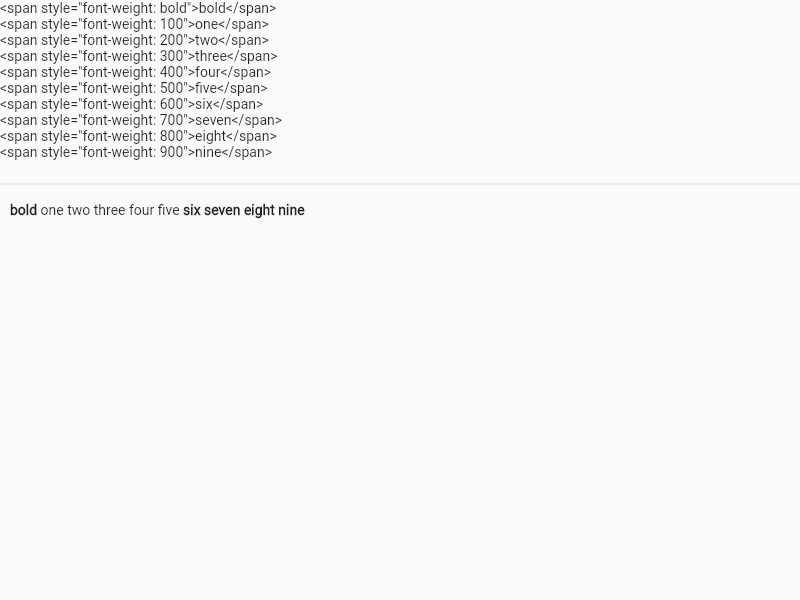 <span style="font-weight: bold">bold</span>
<span style="font-weight: 100">one</span>
<span style="font-weight: 200">two</span>
<span style="font-weight: 300">three</span>
<span style="font-weight: 400">four</span>
<span style="font-weight: 500">five</span>
<span style="font-weight: 600">six</span>
<span style="font-weight: 700">seven</span>
<span style="font-weight: 800">eight</span>
<span style="font-weight: 900">nine</span>
bold one two three four five six seven eight nine